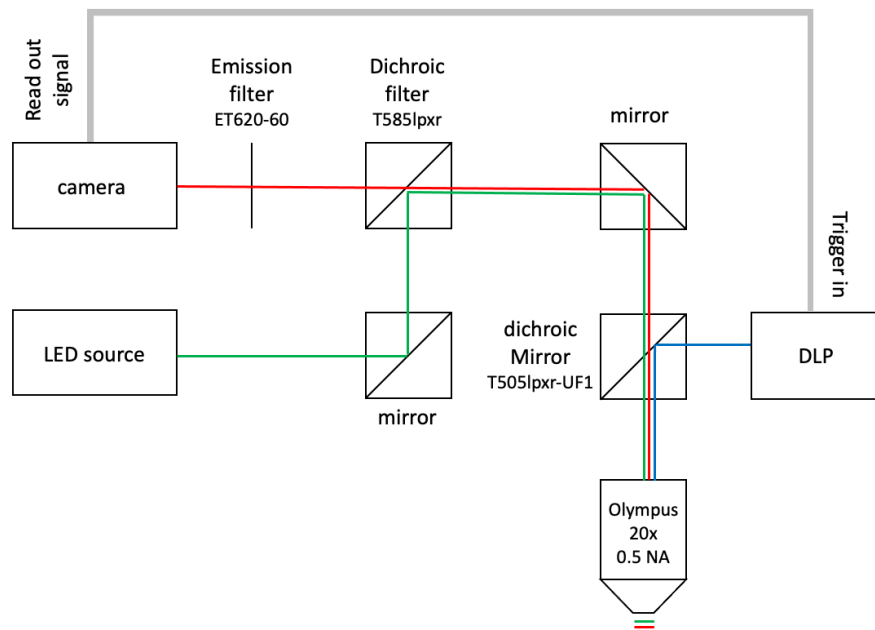 Read out
signal
Emission
filter
ET620-60
Dichroic
filter
T585lpxr
mirror
camera
Trigger in
LED source
mirror
dichroic
Mirror
T505lpxr-UF1
DLP
Olympus
20x
0.5 NA